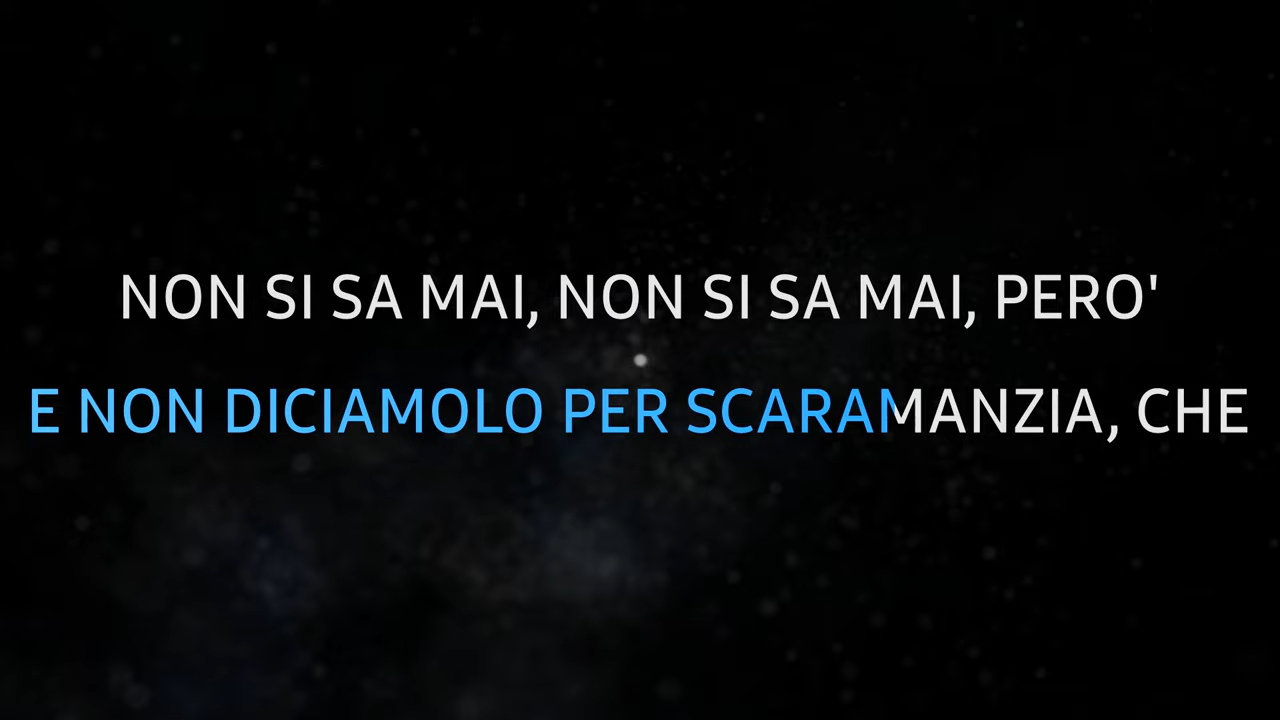 NON SI SA MAI, NON SI SA MAI, PERO'
E NON DICIAMOLO PER SCARAMANZIA, CHE